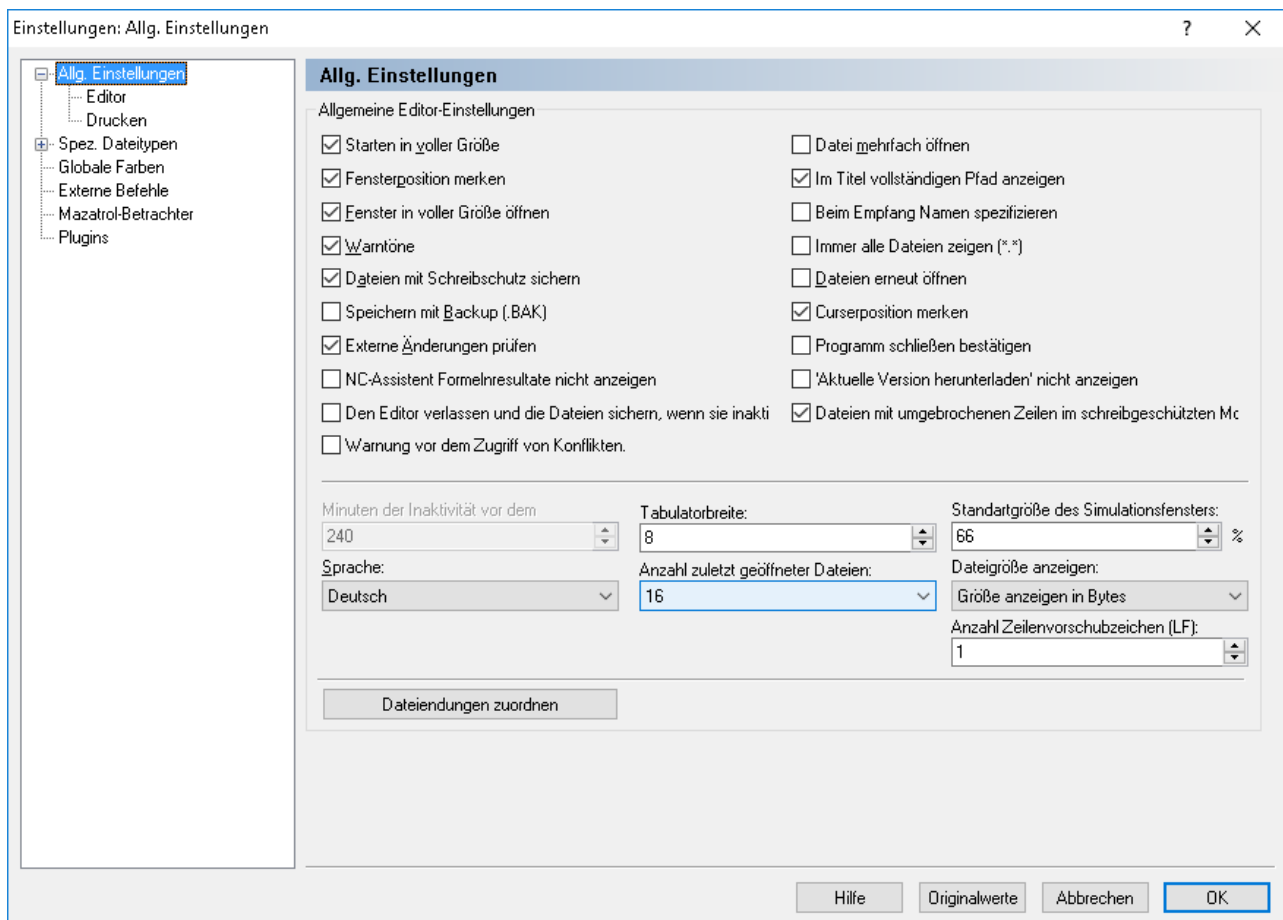 Einstellungen: Allg. Einstellungen
?
Allg. Einstellungen
Editor
Drucken
Spez. Dateitypen
Globale Farben
Externe Befehle
Mazatrol-Betrachter
Plugins
Allg. Einstellungen
Allgemeine Editor-Einstellungen
Starten in voller Größe
Datei mehrfach öffnen
Fensterposition merken
Im Titel vollständigen Pfad anzeigen
Fenster in voller Größe öffnen
Beim Empfang Namen spezifizieren
Warntöne
Immer alle Dateien zeigen (*.*)
Dateien mit Schreibschutz sichern
Dateien erneut öffnen
Speichern mit Backup (.BAK)
Curserposition merken
Externe Änderungen prüfen
Programm schließen bestätigen
NC-Assistent Formelnresultate nicht anzeigen
'Aktuelle Version herunterladen' nicht anzeigen
Den Editor verlassen und die Dateien sichern, wenn sie inakti
Dateien mit umgebrochenen Zeilen im schreibgeschützten Mo
Warnung vor dem Zugriff von Konflikten.
Minuten der Inaktivität vor dem
240
Tabulatorbreite:
8
Standartgröße des Simulationsfensters:
66 %
Sprache:
Deutsch
Anzahl zuletzt geöffneter Dateien:
16
Dateigröße anzeigen:
Größe anzeigen in Bytes
Anzahl Zeilenvorschubzeichen (LF):
1
Dateiendungen zuordnen
Hilfe
Originalwerte
Abbrechen
OK